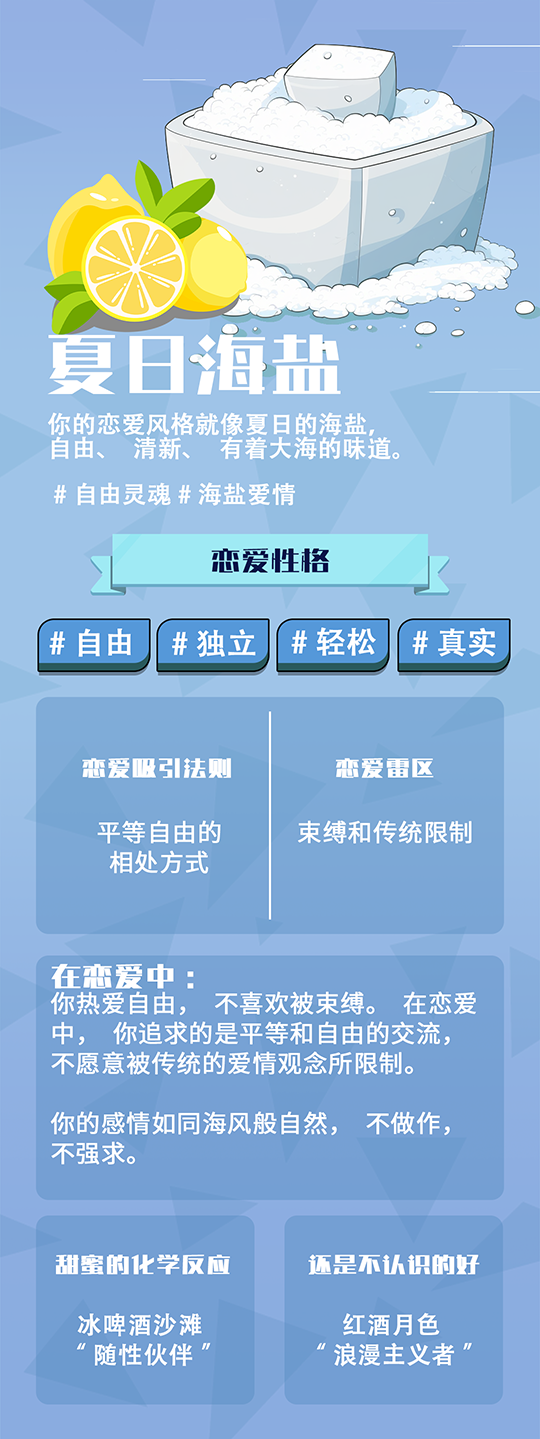 夏日海盐
你的恋爱风格就像夏日的海盐,
自由、 清新、 有着大海的味道。
#自由灵魂#海盐爱情
恋爱性格
#自由
#独立
#轻松
#真实
恋爱吸引法则
平等自由的
相处方式
恋爱雷区
束缚和传统限制
在恋爱中：
你热爱自由， 不喜欢被束缚。 在恋爱
中， 你追求的是平等和自由的交流，
不愿意被传统的爱情观念所限制。
你的感情如同海风般自然， 不做作，
不强求。
甜蜜的化学反应
冰啤酒沙滩
“随性伙伴”
还是不认识的好
红酒月色
“浪漫主义者”